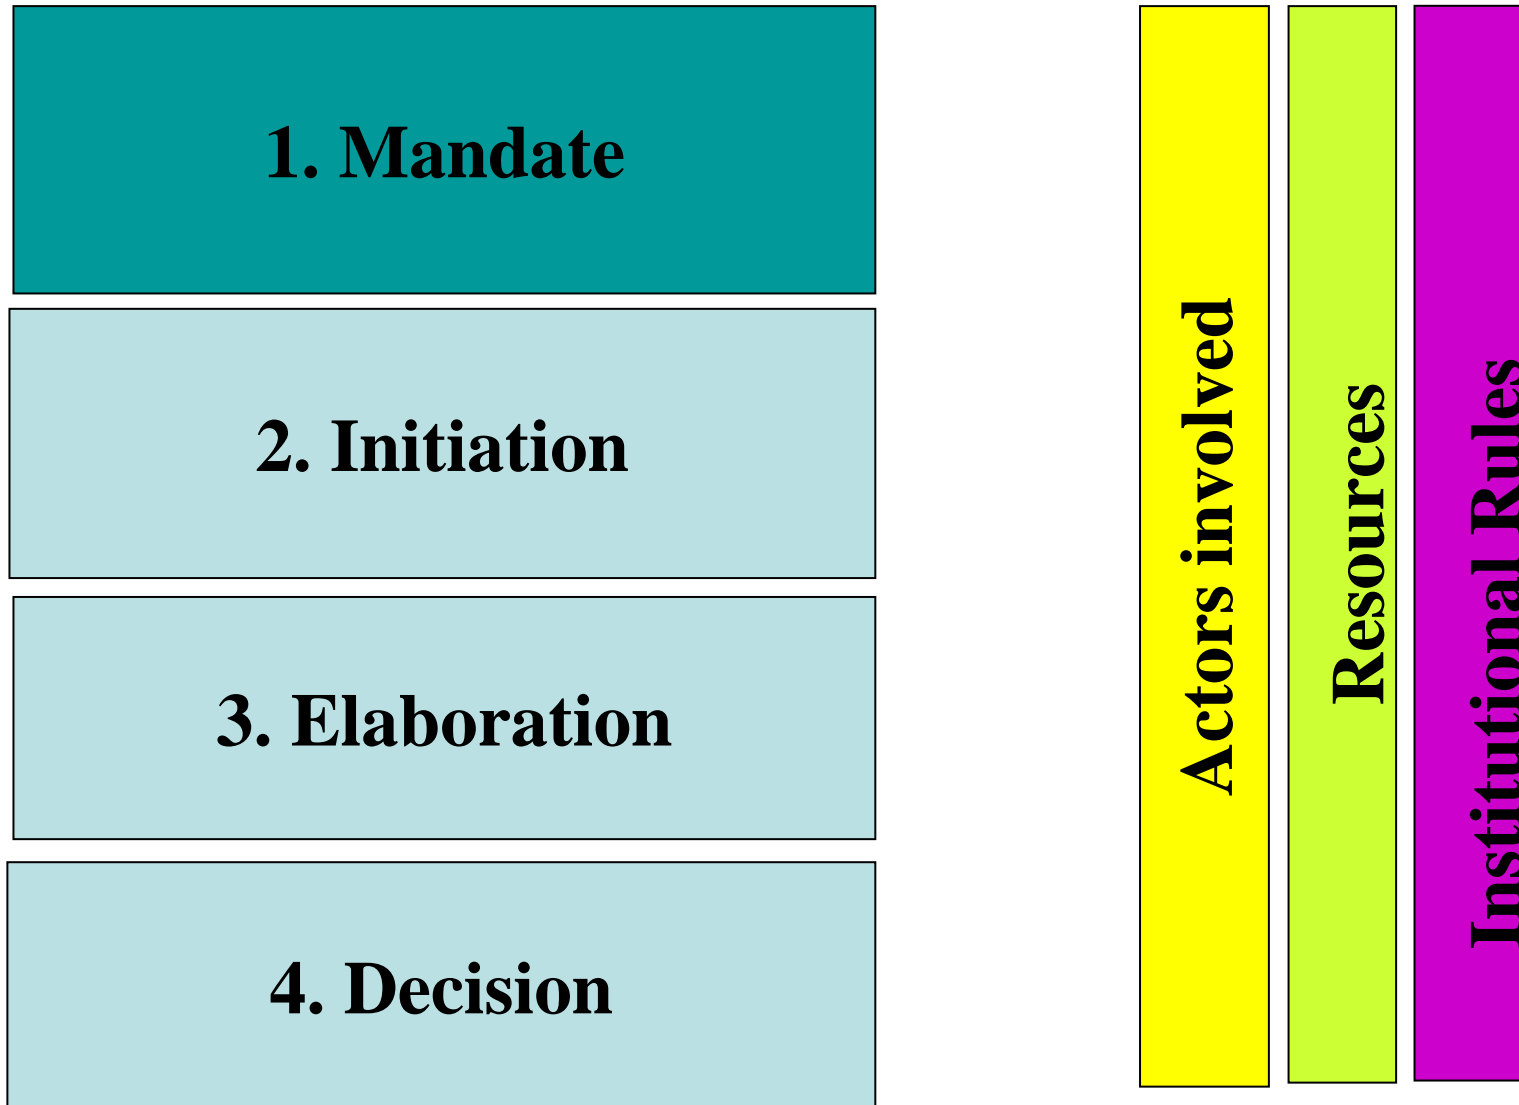 1. Mandate
2. Initiation
3. Elaboration
4. Decision
Actors involved
Resources
Institutional Rules